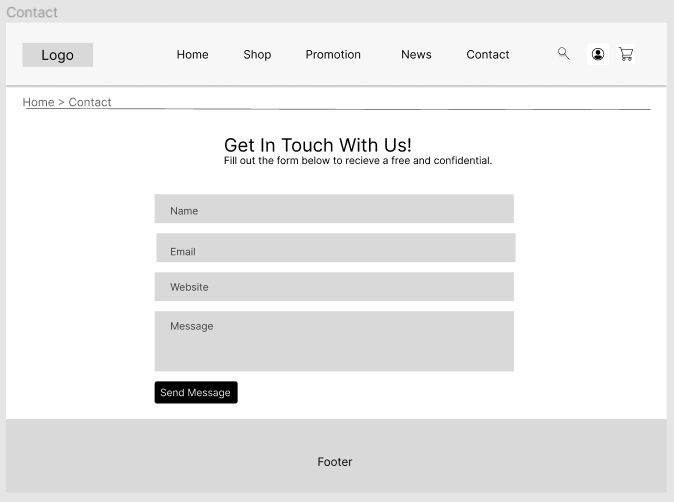 Contact
Logo Home Shop Promotion News Contact
Home > Contact
Get In Touch With Us!
Fill out the form below to recieve a free and confidential.
Name
Email
Website
Message
Send Message
Footer